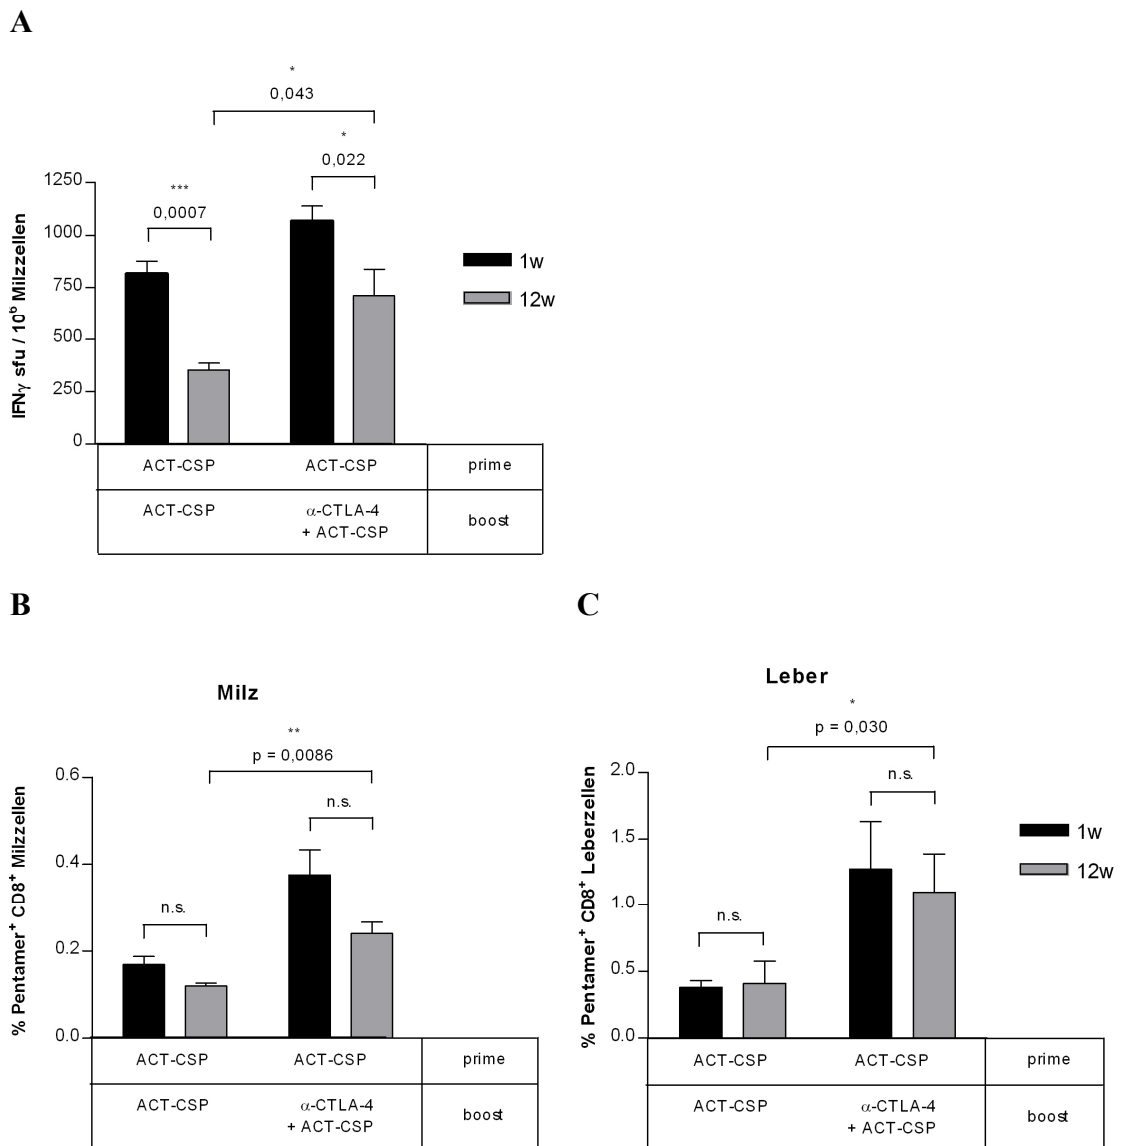 A
*
0,043
*
0,022
***
0,0007
1250
1000
750
500
250
0
IFNγ sfu / 10⁶ Milzzellen
1w
12w
ACT-CSP ACT-CSP prime
ACT-CSP α-CTLA-4 + ACT-CSP boost
B
Milz
**
p = 0,0086
n.s.
n.s.
0.6
0.4
0.2
0.0
% Pentamer⁺ CD8⁺ Milzzellen
ACT-CSP ACT-CSP prime
ACT-CSP α-CTLA-4 + ACT-CSP boost
C
Leber
*
p = 0,030
n.s.
n.s.
2.0
1.5
1.0
0.5
0.0
% Pentamer⁺ CD8⁺ Leberzellen
1w
12w
ACT-CSP ACT-CSP prime
ACT-CSP α-CTLA-4 + ACT-CSP boost